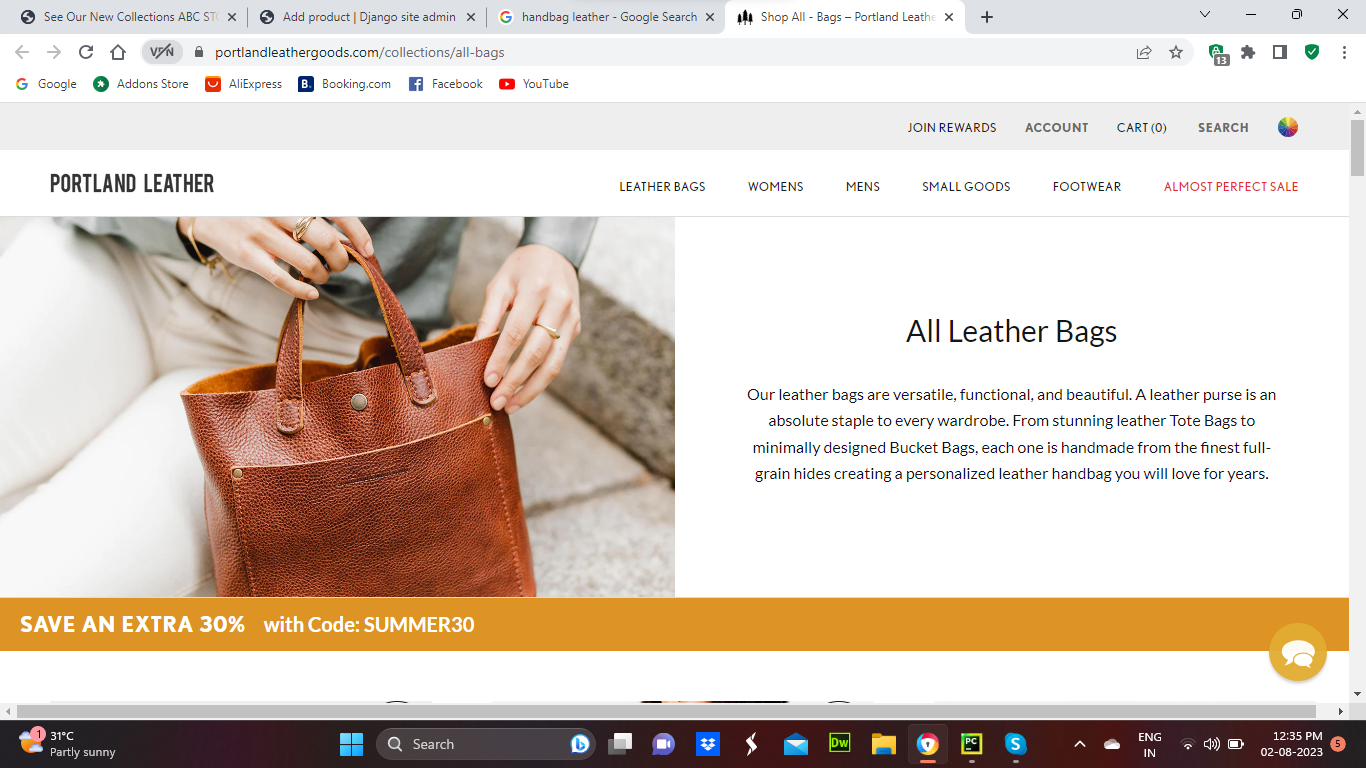 See Our New Collections ABC STO
Add product | Django site admin
handbag leather - Google Search
Shop All - Bags – Portland Leathe
VPN
portlandleathergoods.com/collections/all-bags
13
Google
Addons Store
AliExpress
B.
Booking.com
Facebook
YouTube
JOIN REWARDS
ACCOUNT
CART (0)
SEARCH
PORTLAND LEATHER
LEATHER BAGS
WOMENS
MENS
SMALL GOODS
FOOTWEAR
ALMOST PERFECT SALE
All Leather Bags
Our leather bags are versatile, functional, and beautiful. A leather purse is an
absolute staple to every wardrobe. From stunning leather Tote Bags to
minimally designed Bucket Bags, each one is handmade from the finest full-
grain hides creating a personalized leather handbag you will love for years.
SAVE AN EXTRA 30% with Code: SUMMER30
1
31°C
Partly sunny
Search
Dw
PC
S
ENG
IN
12:35 PM
02-08-2023
5